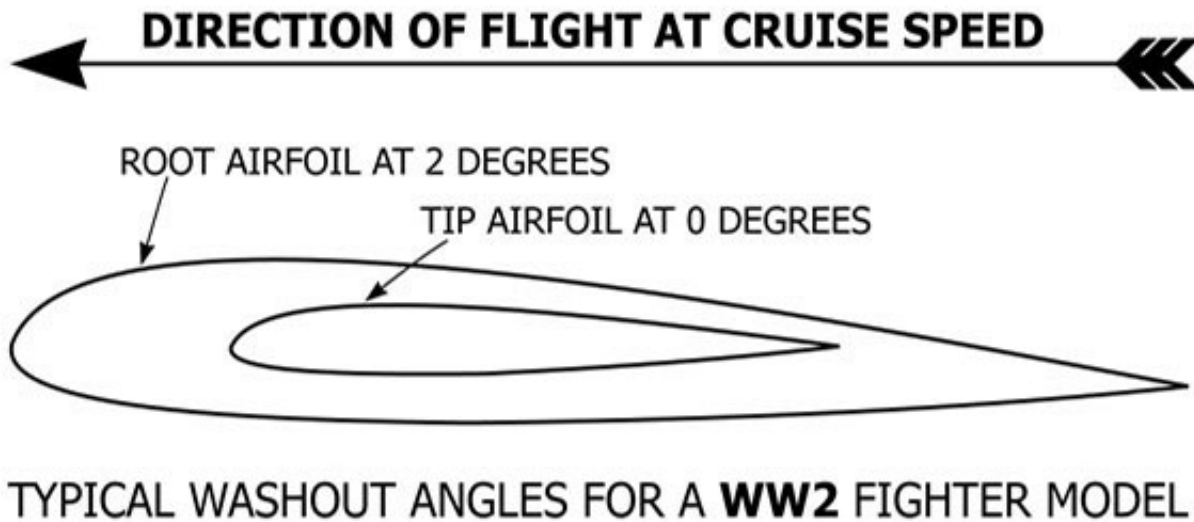 DIRECTION OF FLIGHT AT CRUISE SPEED
ROOT AIRFOIL AT 2 DEGREES
TIP AIRFOIL AT 0 DEGREES
TYPICAL WASHOUT ANGLES FOR A WW2 FIGHTER MODEL